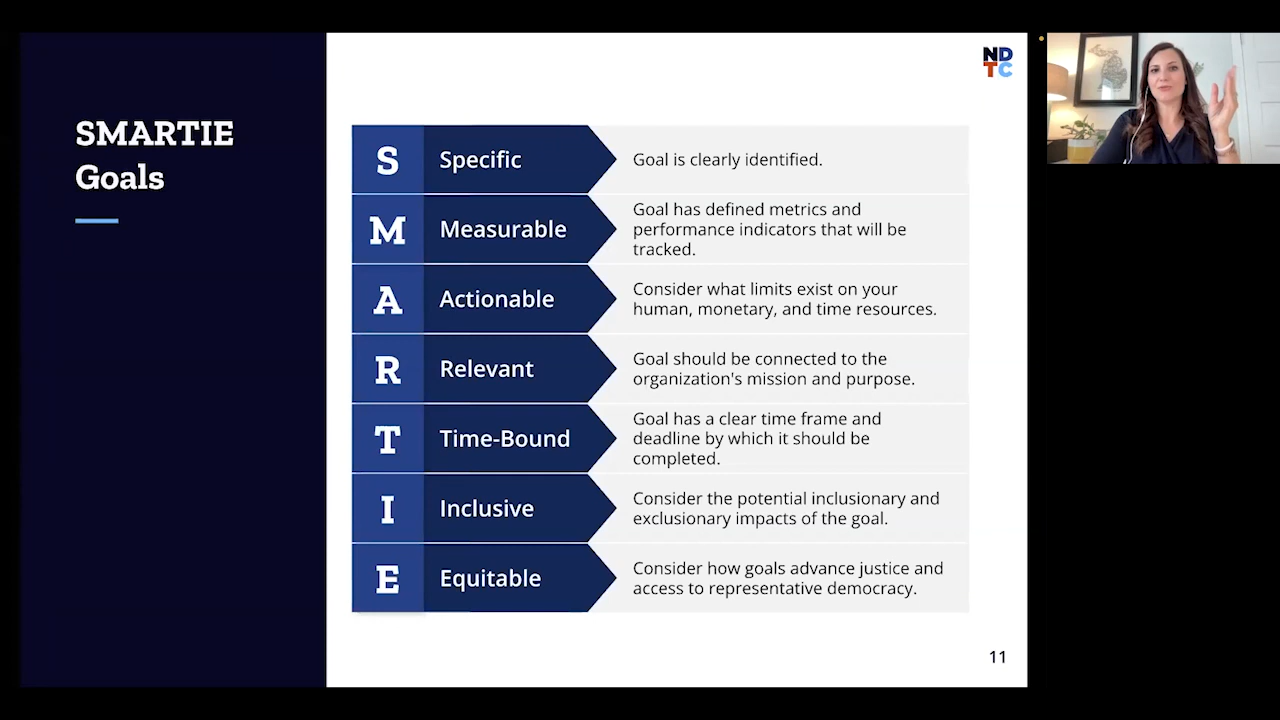 SMARTIE
Goals
ND
TC
S
Specific
Goal is clearly identified.
M
Measurable
Goal has defined metrics and
performance indicators that will be
tracked.
A
Actionable
Consider what limits exist on your
human, monetary, and time resources.
R
Relevant
Goal should be connected to the
organization's mission and purpose.
T
Time-Bound
Goal has a clear time frame and
deadline by which it should be
completed.
I
Inclusive
Consider the potential inclusionary and
exclusionary impacts of the goal.
E
Equitable
Consider how goals advance justice and
access to representative democracy.
11